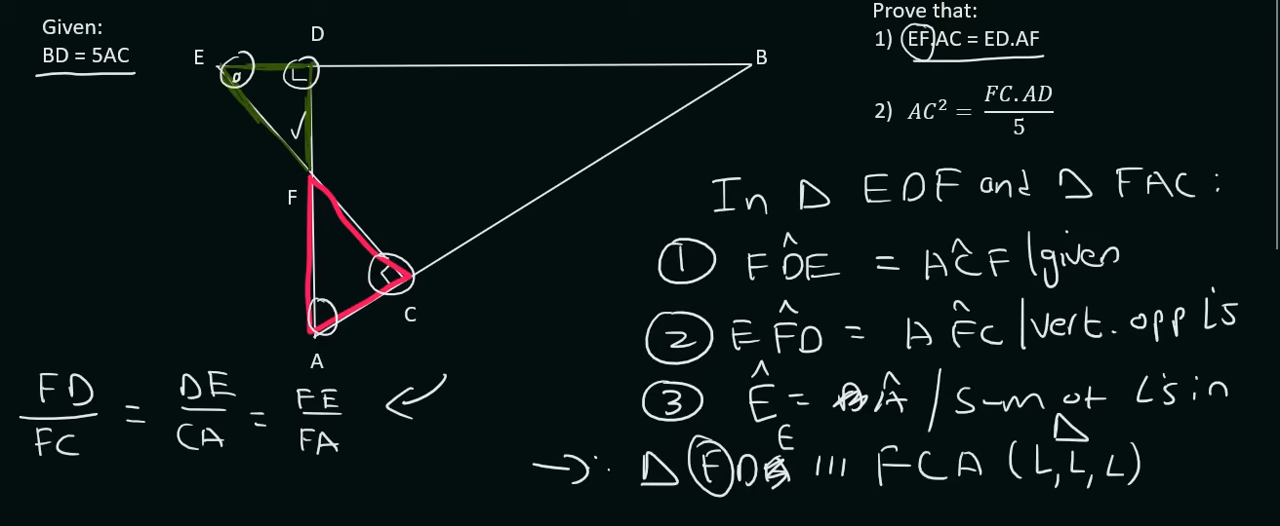 Given:
BD = 5AC
E
D
B
F
C
A
Prove that:
1) EF.AC = ED.AF
2) AC² = FC.AD / 5
In Δ EDF and Δ FAC :
① FD̂E = AĈF / given
② EF̂D = AF̂C / vert. opp ∠'s
③ Ê = Â / Sum of ∠'s in Δ
→ ∴ Δ FDE ||| FCA (∠, ∠, ∠)
FD/FC = DE/CA = FE/FA ←